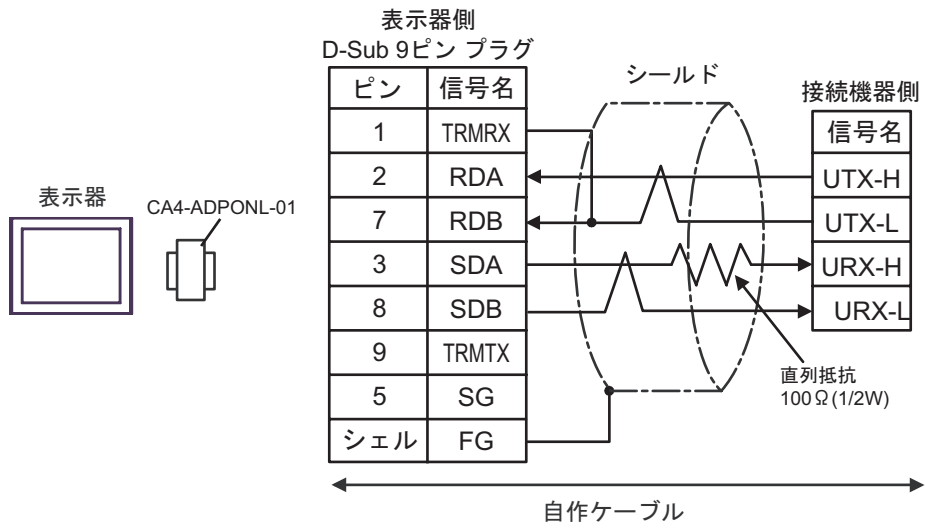 表示器側
D-Sub 9ピン プラグ
シールド
接続機器側
ピン 信号名
信号名
1 TRMRX
2 RDA
UTX-H
7 RDB
UTX-L
3 SDA
URX-H
8 SDB
URX-L
9 TRMTX
5 SG
シェル FG
表示器
CA4-ADPONL-01
直列抵抗
100Ω(1/2W)
自作ケーブル